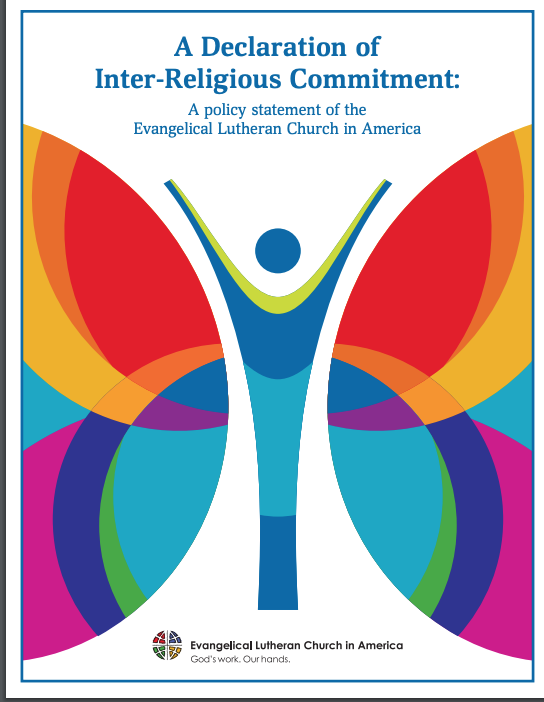 A Declaration of
Inter-Religious Commitment:
A policy statement of the
Evangelical Lutheran Church in America
Evangelical Lutheran Church in America
God's work. Our hands.